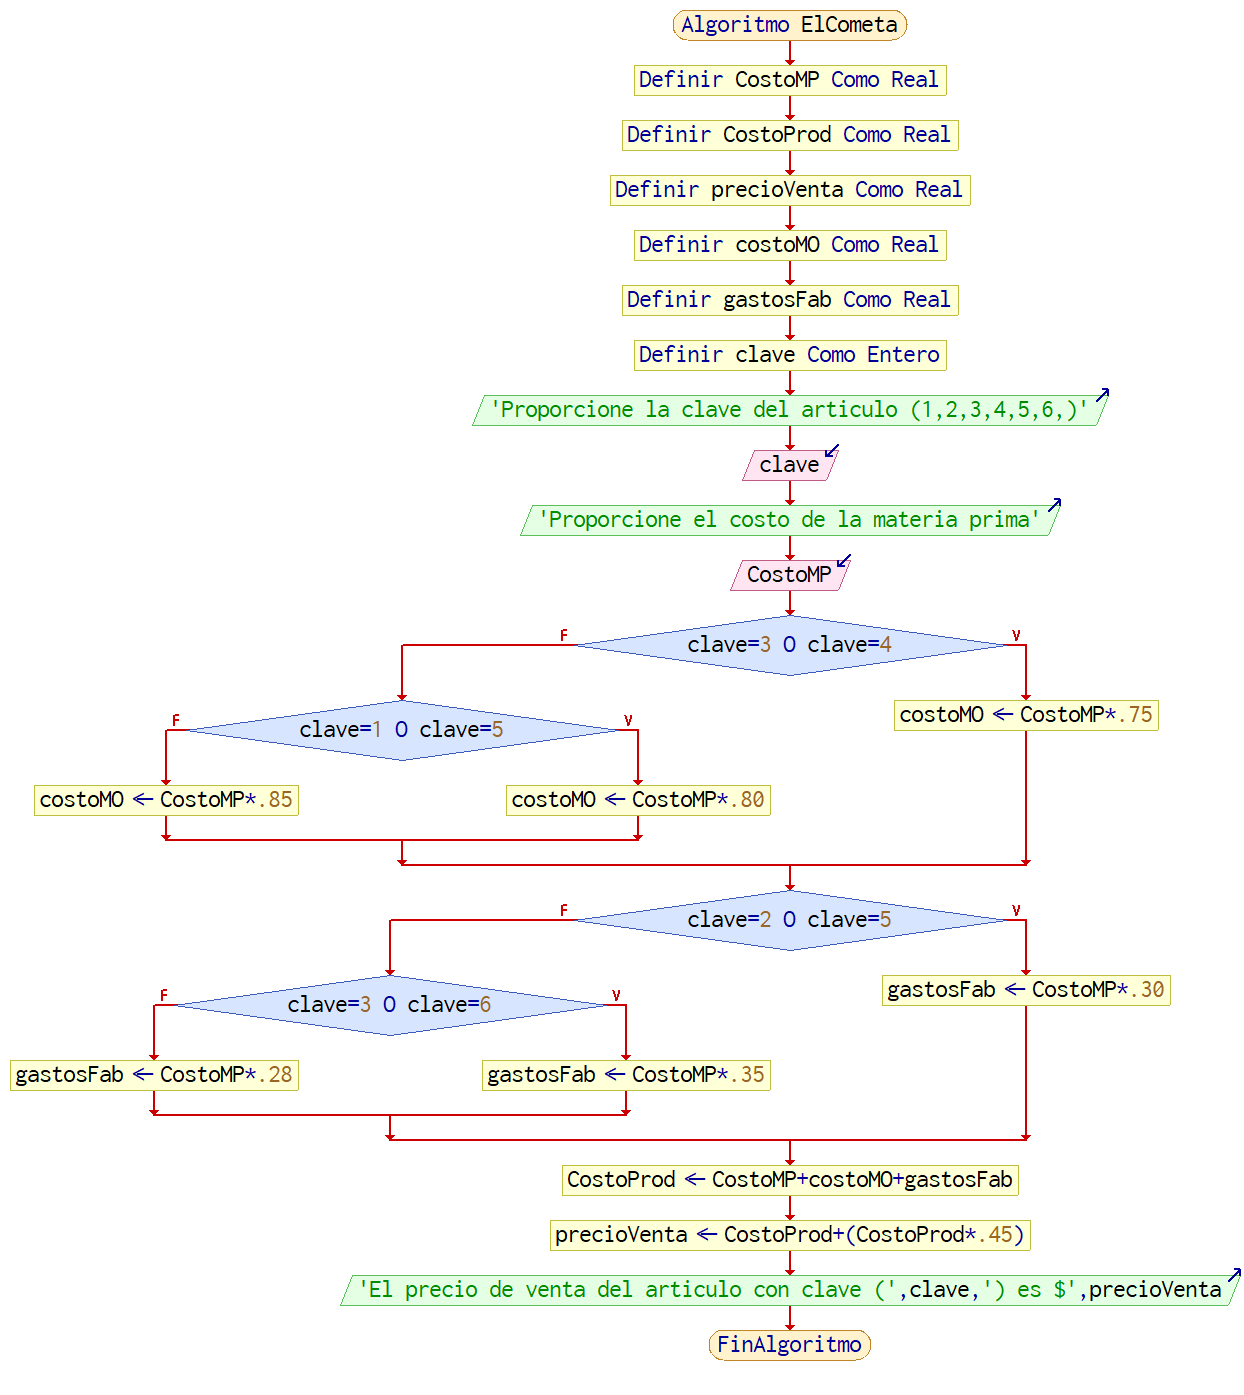 Algoritmo ElCometa
Definir CostoMP Como Real
Definir CostoProd Como Real
Definir precioVenta Como Real
Definir costoMO Como Real
Definir gastosFab Como Real
Definir clave Como Entero
'Proporcione la clave del articulo (1,2,3,4,5,6,)'
clave
'Proporcione el costo de la materia prima'
CostoMP
F
clave=3 O clave=4
V
F
clave=1 O clave=5
V
costoMO ← CostoMP*.75
costoMO ← CostoMP*.85
costoMO ← CostoMP*.80
F
clave=2 O clave=5
V
F
clave=3 O clave=6
V
gastosFab ← CostoMP*.30
gastosFab ← CostoMP*.28
gastosFab ← CostoMP*.35
CostoProd ← CostoMP+costoMO+gastosFab
precioVenta ← CostoProd+(CostoProd*.45)
'El precio de venta del articulo con clave (',clave,') es $',precioVenta
FinAlgoritmo